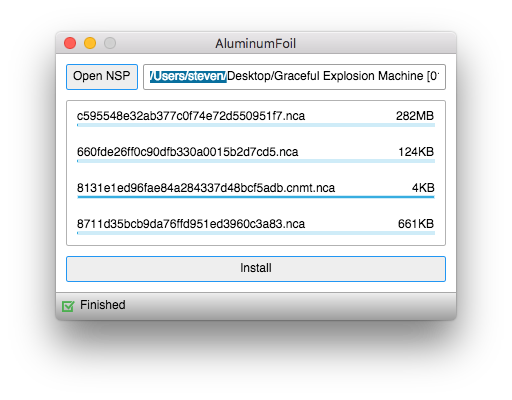 AluminumFoil
Open NSP /Users/steven/Desktop/Graceful Explosion Machine [0
c595548e32ab377c0f74e72d550951f7.nca 282MB
660fde26ff0c90dfb330a0015b2d7cd5.nca 124KB
8131e1ed96fae84a284337d48bcf5adb.cnmt.nca 4KB
8711d35bcb9da76ffd951ed3960c3a83.nca 661KB
Install
Finished